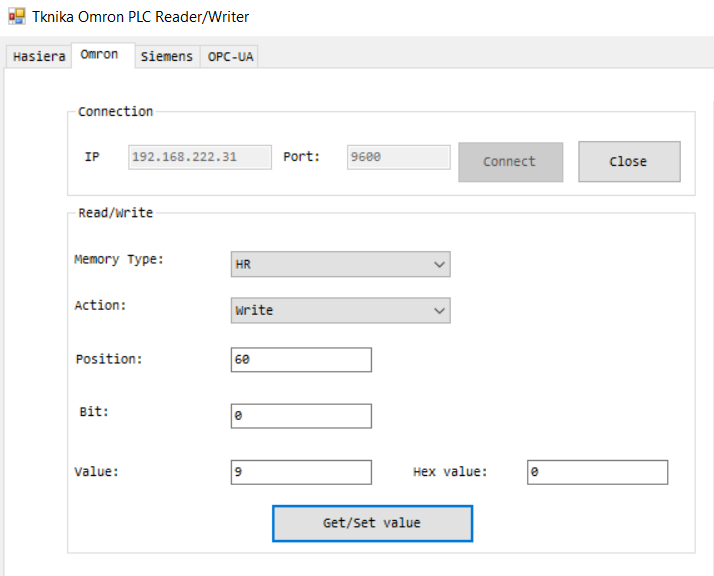 Tknika Omron PLC Reader/Writer
Hasiera Omron Siemens OPC-UA
Connection
IP 192.168.222.31 Port: 9600 Connect Close
Read/Write
Memory Type: HR
Action: Write
Position: 60
Bit: 0
Value: 9 Hex value: 0
Get/Set value